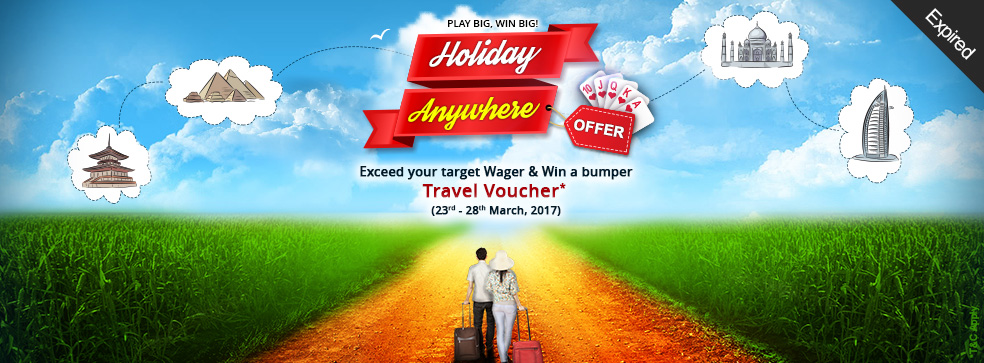 PLAY BIG, WIN BIG!
Holiday
Anywhere
10 J Q K A
OFFER
Exceed your target Wager & Win a bumper
Travel Voucher*
(23rd - 28th March, 2017)
Expired
T&C Apply